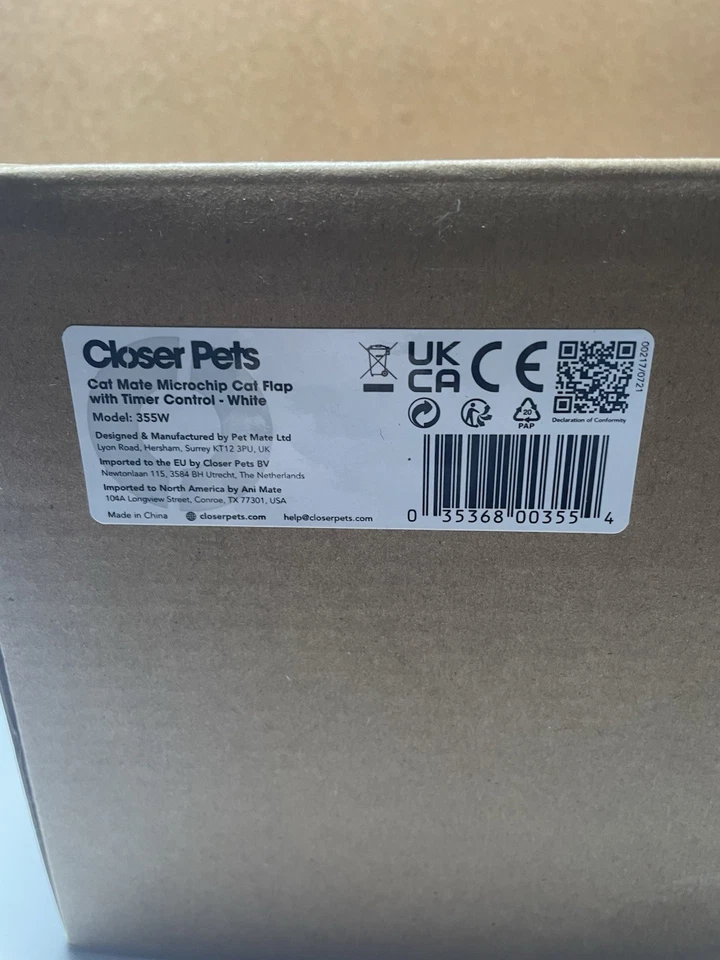 Closer Pets
Cat Mate Microchip Cat Flap
with Timer Control - White
Model: 355W
Designed & Manufactured by Pet Mate Ltd
Lyon Road, Hersham, Surrey KT12 3PU, UK
Imported to the EU by Closer Pets BV
Newtonlaan 115, 3584 BH Utrecht, The Netherlands
Imported to North America by Ani Mate
104A Longview Street, Conroe, TX 77301, USA
Made in China closerpets.com help@closerpets.com
UK
CA
CE
20
PAP
Declaration of Conformity
00217/0721
0 35368 00355 4